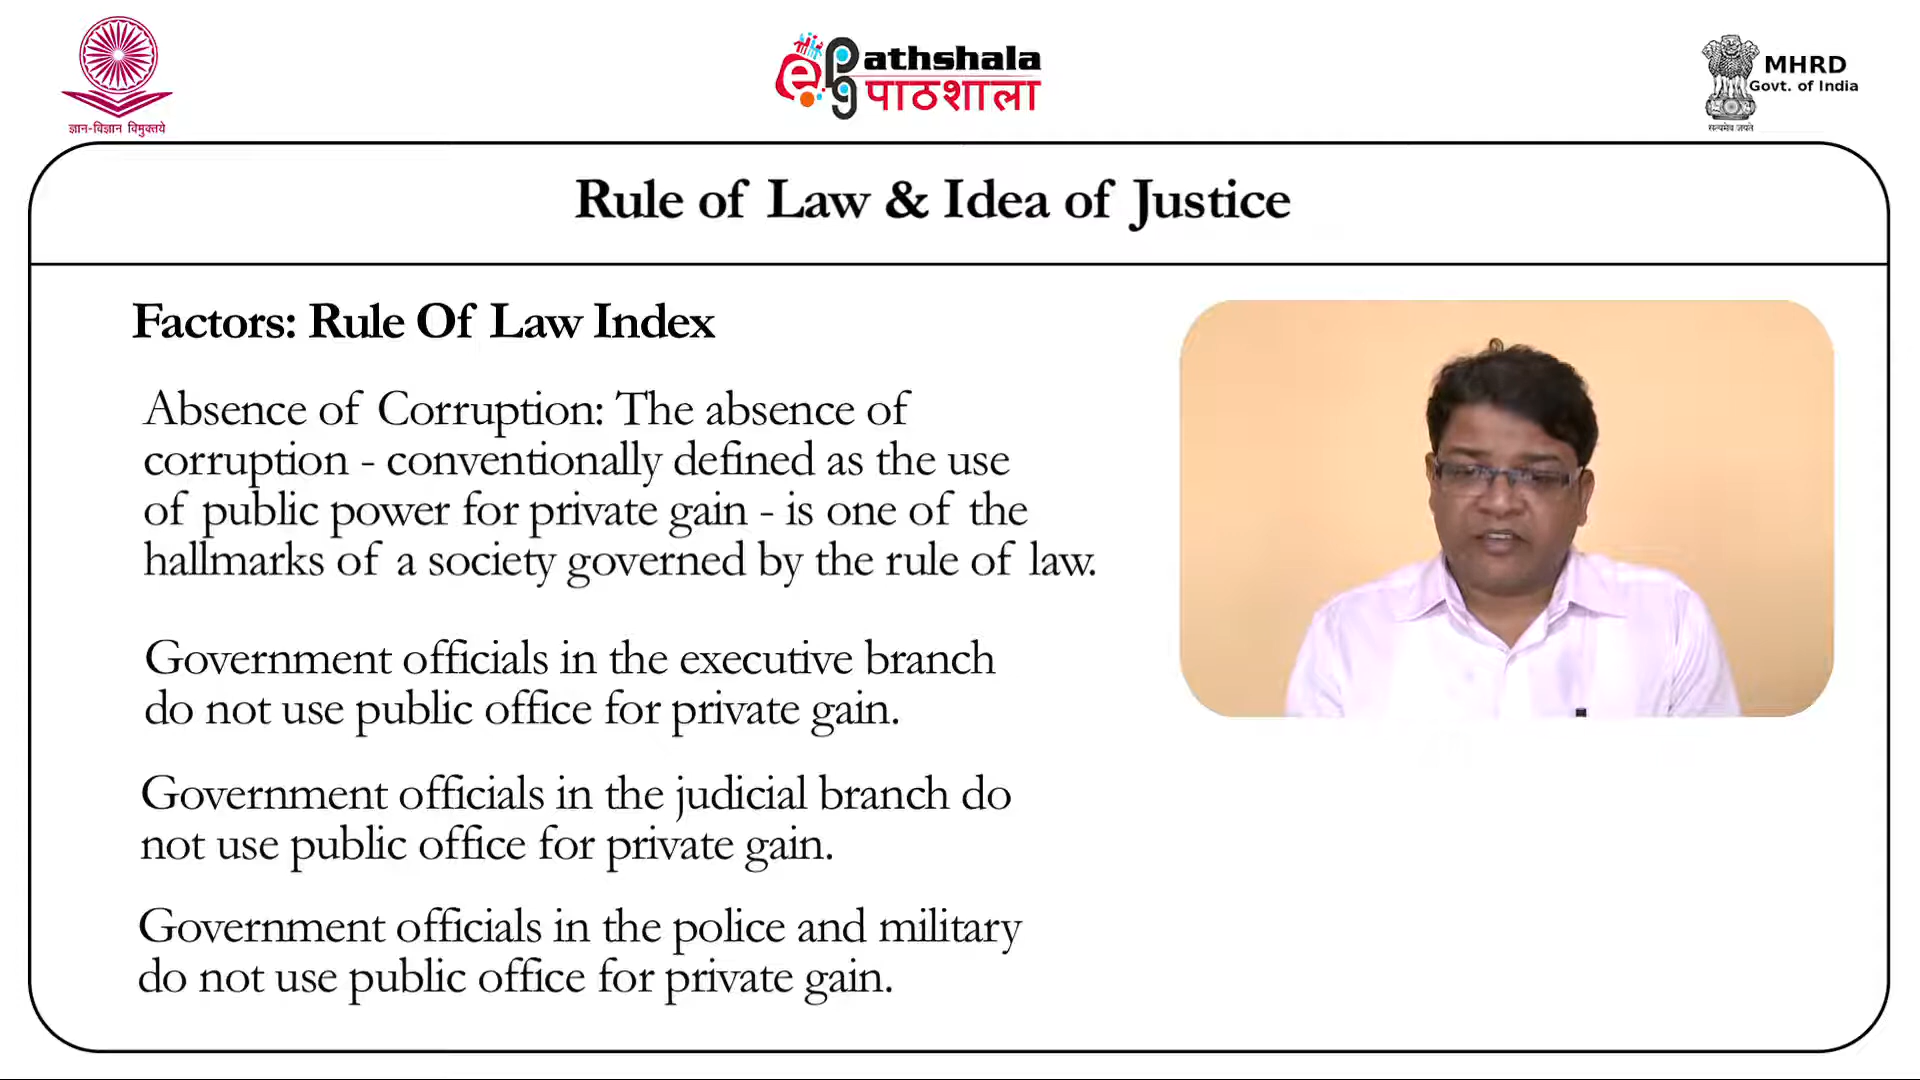 ज्ञान-विज्ञान विमुक्तये
ePathshala
पाठशाला
MHRD
Govt. of India
सत्यमेव जयते
Rule of Law & Idea of Justice
Factors: Rule Of Law Index
Absence of Corruption: The absence of
corruption - conventionally defined as the use
of public power for private gain - is one of the
hallmarks of a society governed by the rule of law.
Government officials in the executive branch
do not use public office for private gain.
Government officials in the judicial branch do
not use public office for private gain.
Government officials in the police and military
do not use public office for private gain.